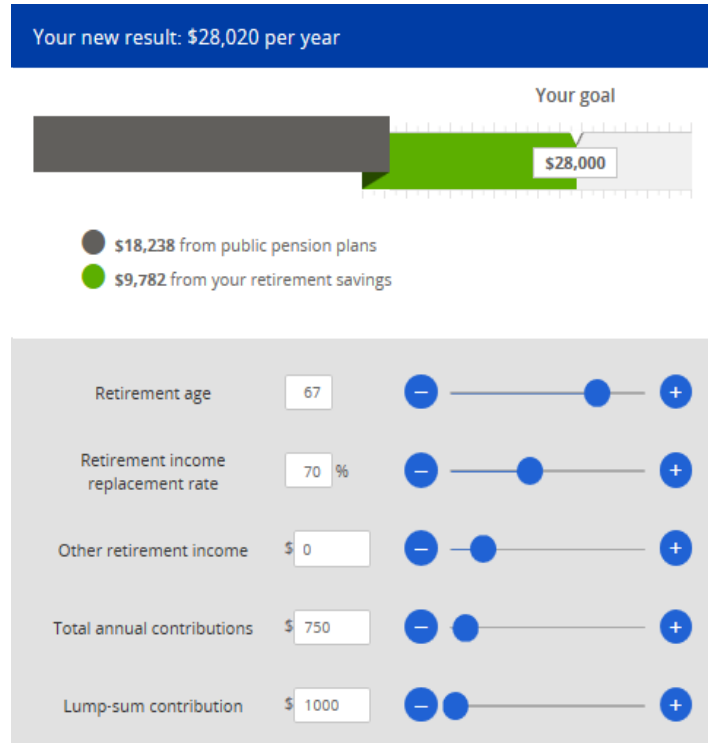 Your new result: $28,020 per year
Your goal
$28,000
$18,238 from public pension plans
$9,782 from your retirement savings
Retirement age 67 – +
Retirement income
replacement rate 70 % – +
Other retirement income $ 0 – +
Total annual contributions $ 750 – +
Lump-sum contribution $ 1000 – +